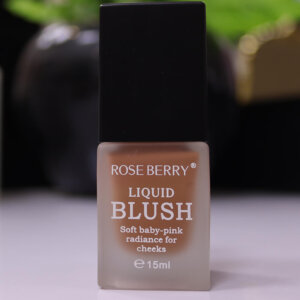 ROSE BERRY®
LIQUID
BLUSH
Soft baby-pink
radiance for
cheeks
℮15ml